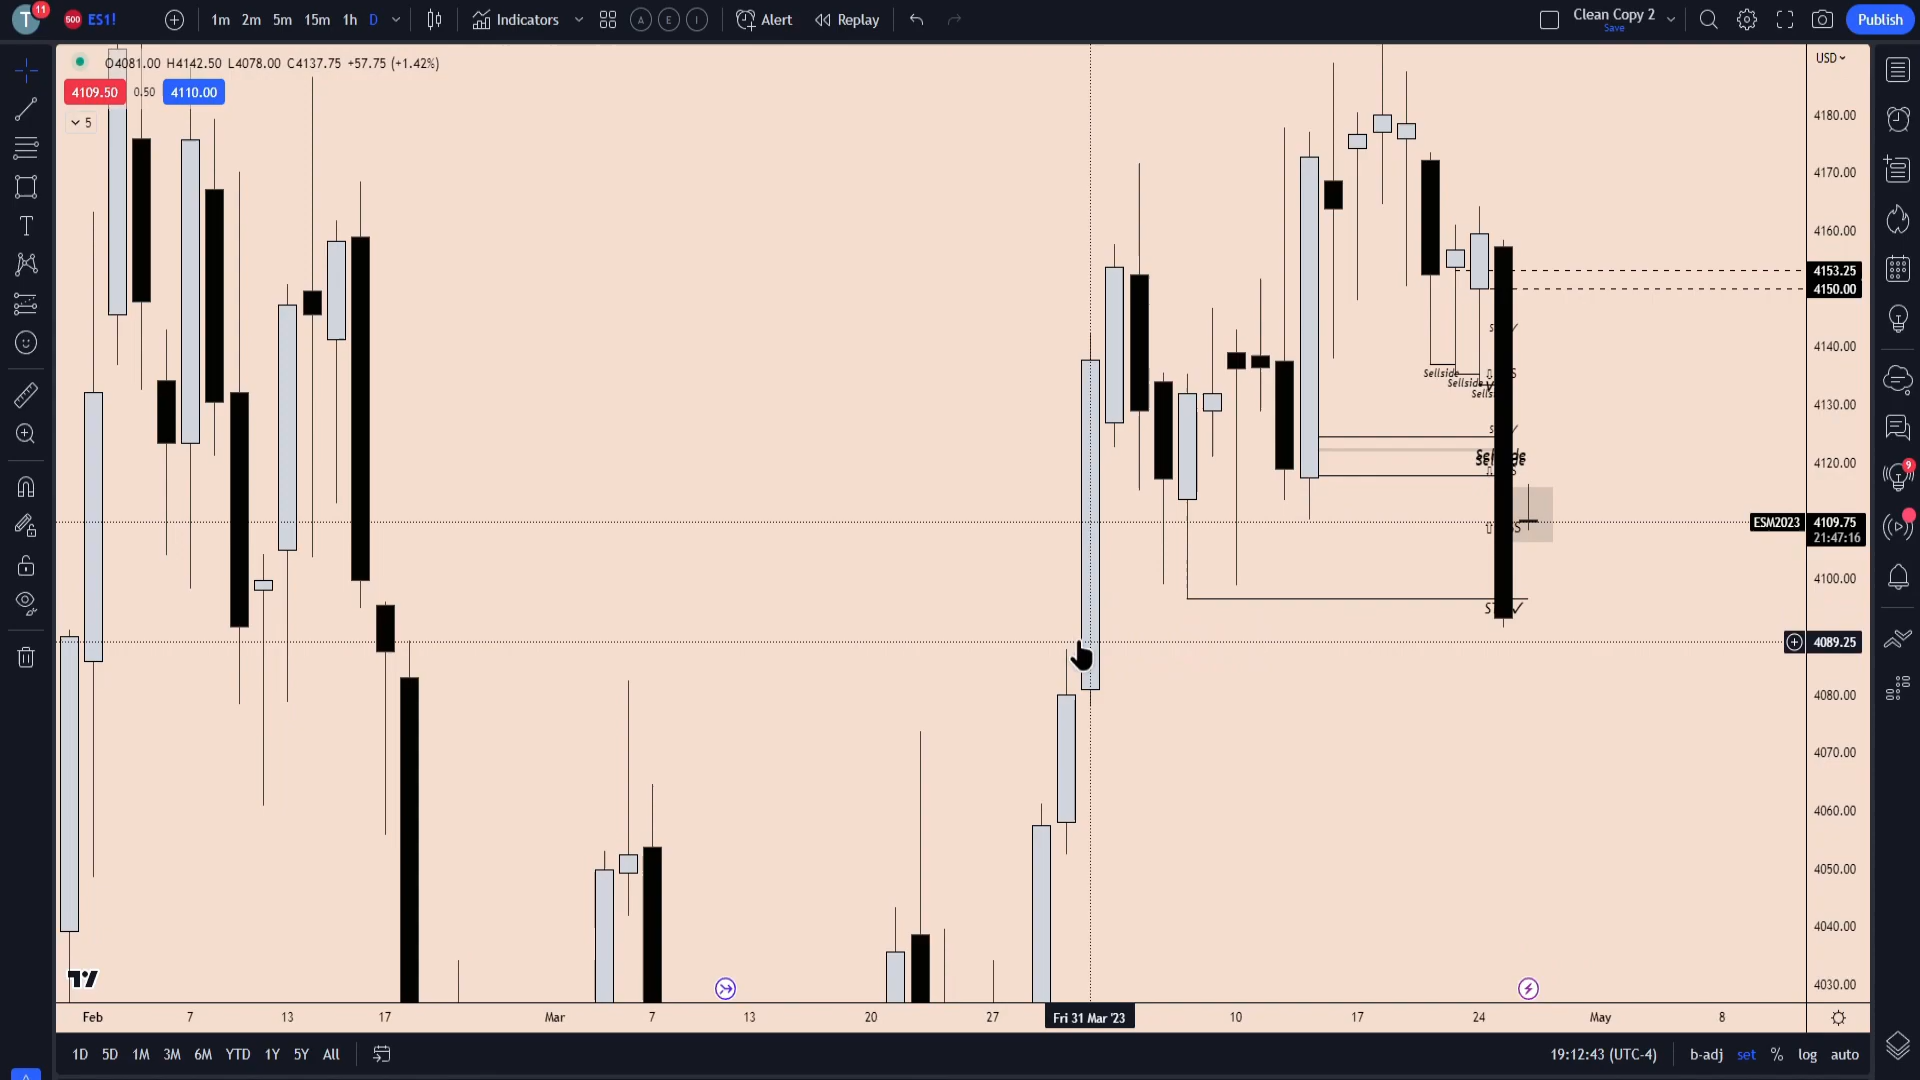 T 11 500 ES1! 1m 2m 5m 15m 1h D Indicators A E I Alert Replay Clean Copy 2 Save Publish
O4081.00 H4142.50 L4078.00 C4137.75 +57.75 (+1.42%)
4109.50 0.50 4110.00
5
USD
4180.00
4170.00
4160.00
4153.25
4150.00
4140.00
4130.00
4120.00
ESM2023 4109.75
21:47:16
4100.00
4089.25
4080.00
4070.00
4060.00
4050.00
4040.00
4030.00
Sellside
Sellside
Sellside
9
Feb 7 13 17 Mar 7 13 20 27 Fri 31 Mar '23 10 17 24 May 8
1D 5D 1M 3M 6M YTD 1Y 5Y All 19:12:43 (UTC-4) b-adj set % log auto